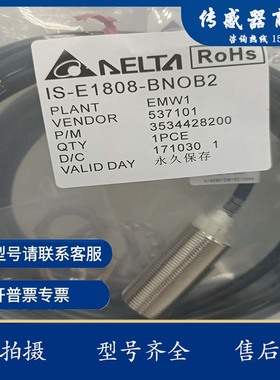 传感器商
咨询热线 15
DELTA
RoHs
IS-E1808-BNOB2
PLANT EMW1
VENDOR 537101
P/M 3534428200
QTY 1PCE
D/C 171030 1
VALID DAY 永久保存
型号请联系客服
开普票专票
拍摄 型号齐全 售后